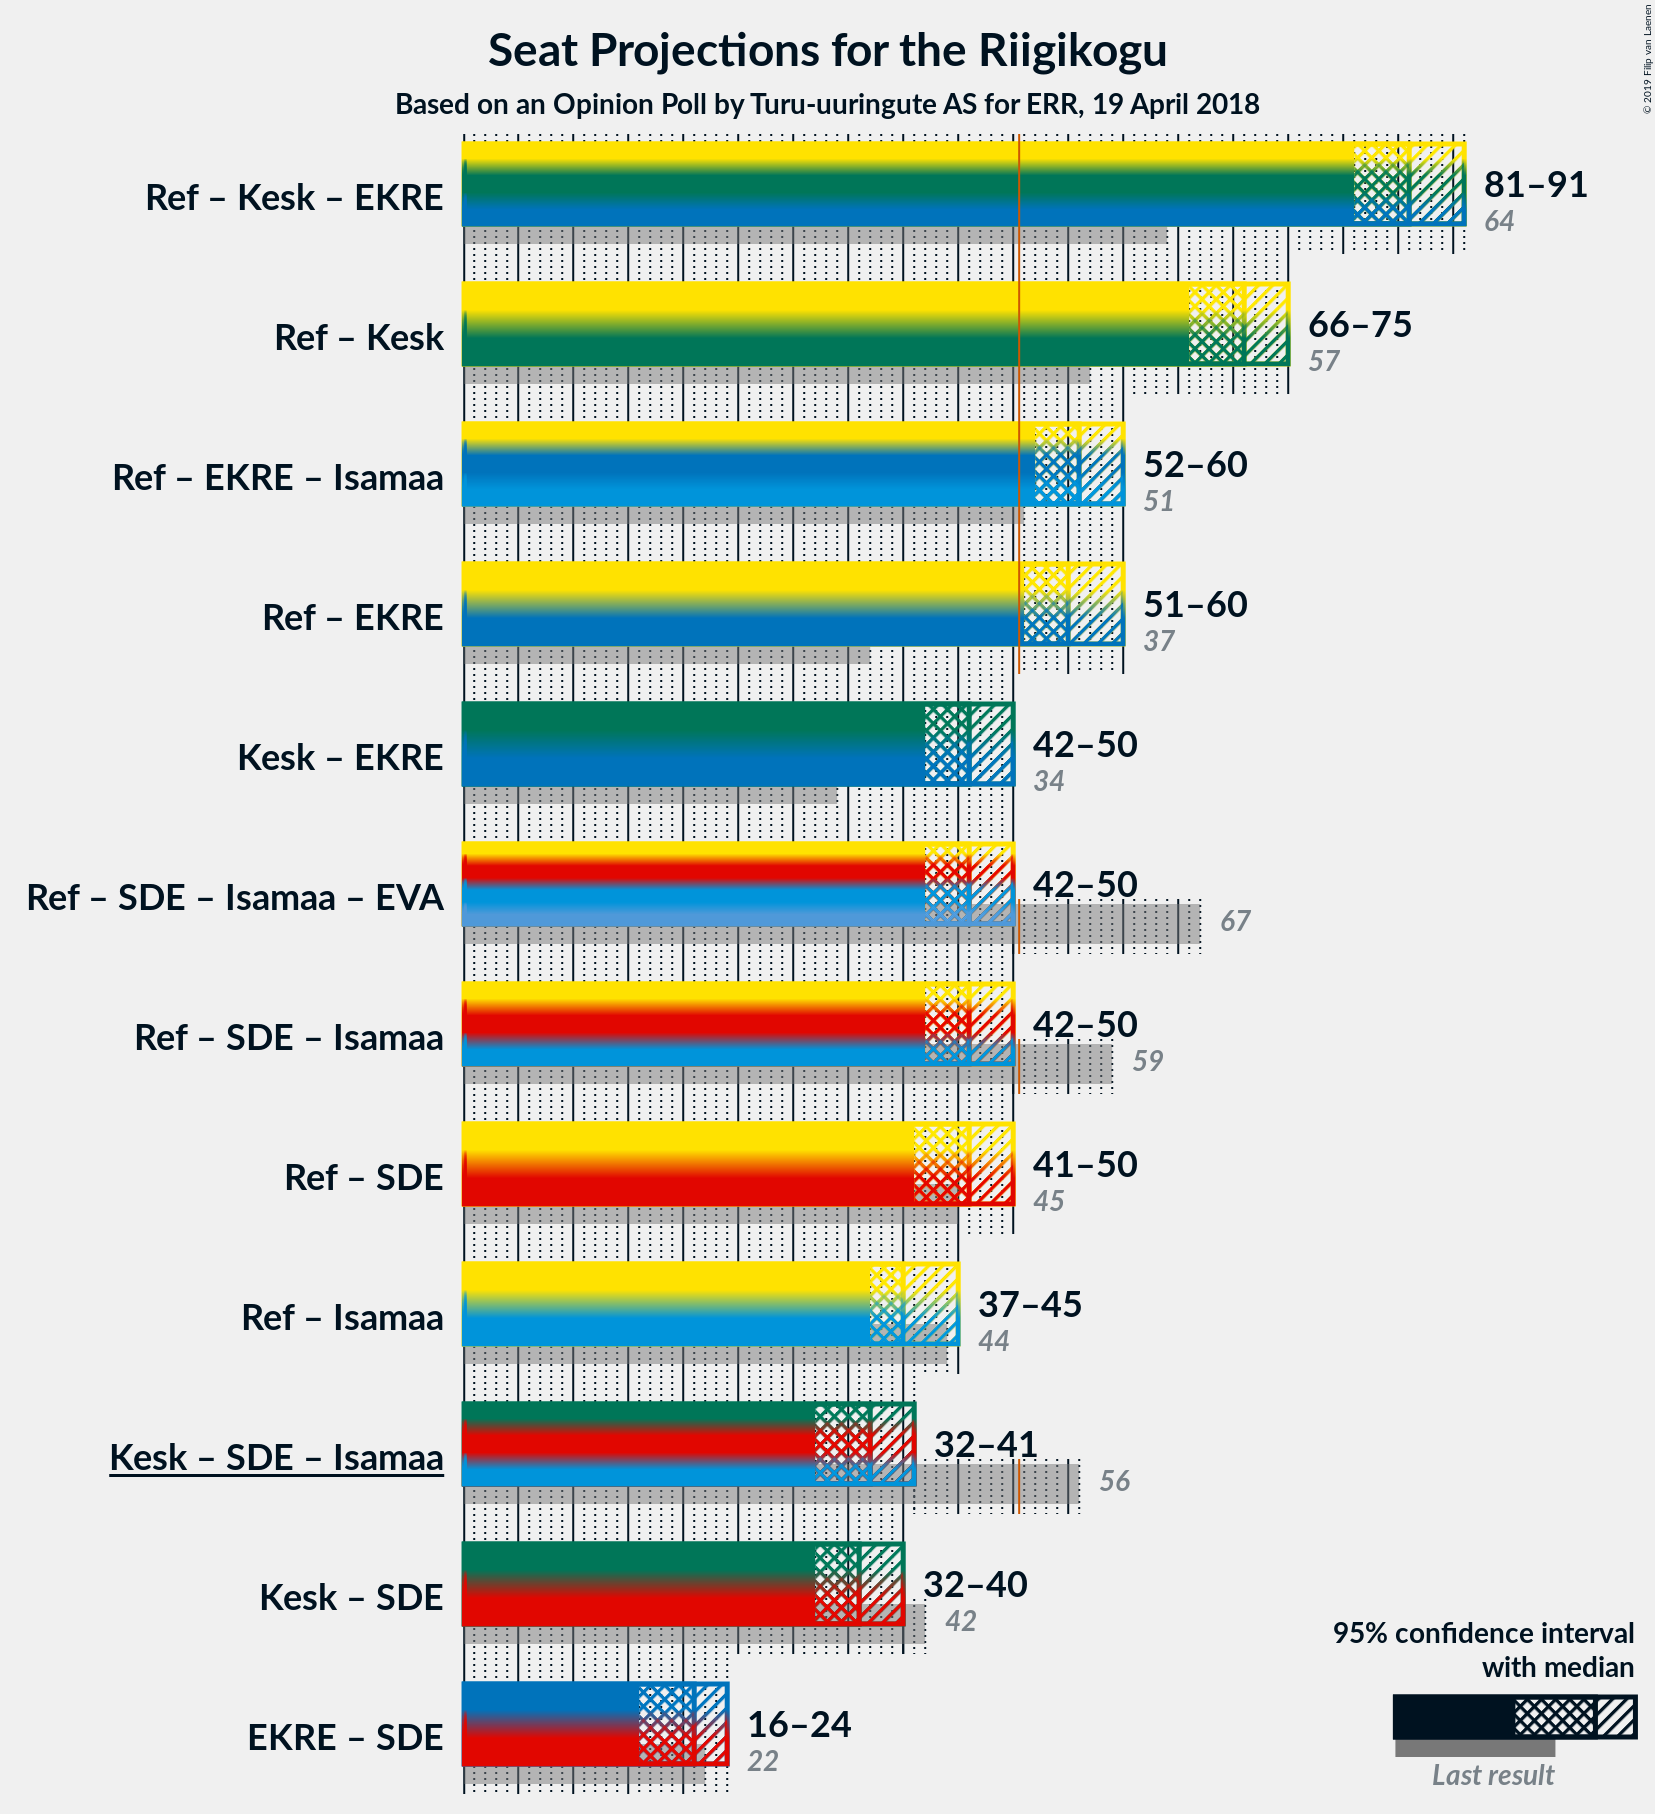 Seat Projections for the Riigikogu
Based on an Opinion Poll by Turu-uuringute AS for ERR, 19 April 2018
© 2019 Filip van Laenen
Ref – Kesk – EKRE
81–91
64
Ref – Kesk
66–75
57
Ref – EKRE – Isamaa
52–60
51
Ref – EKRE
51–60
37
Kesk – EKRE
42–50
34
Ref – SDE – Isamaa – EVA
42–50
67
Ref – SDE – Isamaa
42–50
59
Ref – SDE
41–50
45
Ref – Isamaa
37–45
44
Kesk – SDE – Isamaa
32–41
56
Kesk – SDE
32–40
42
EKRE – SDE
16–24
22
95% confidence interval
with median
Last result